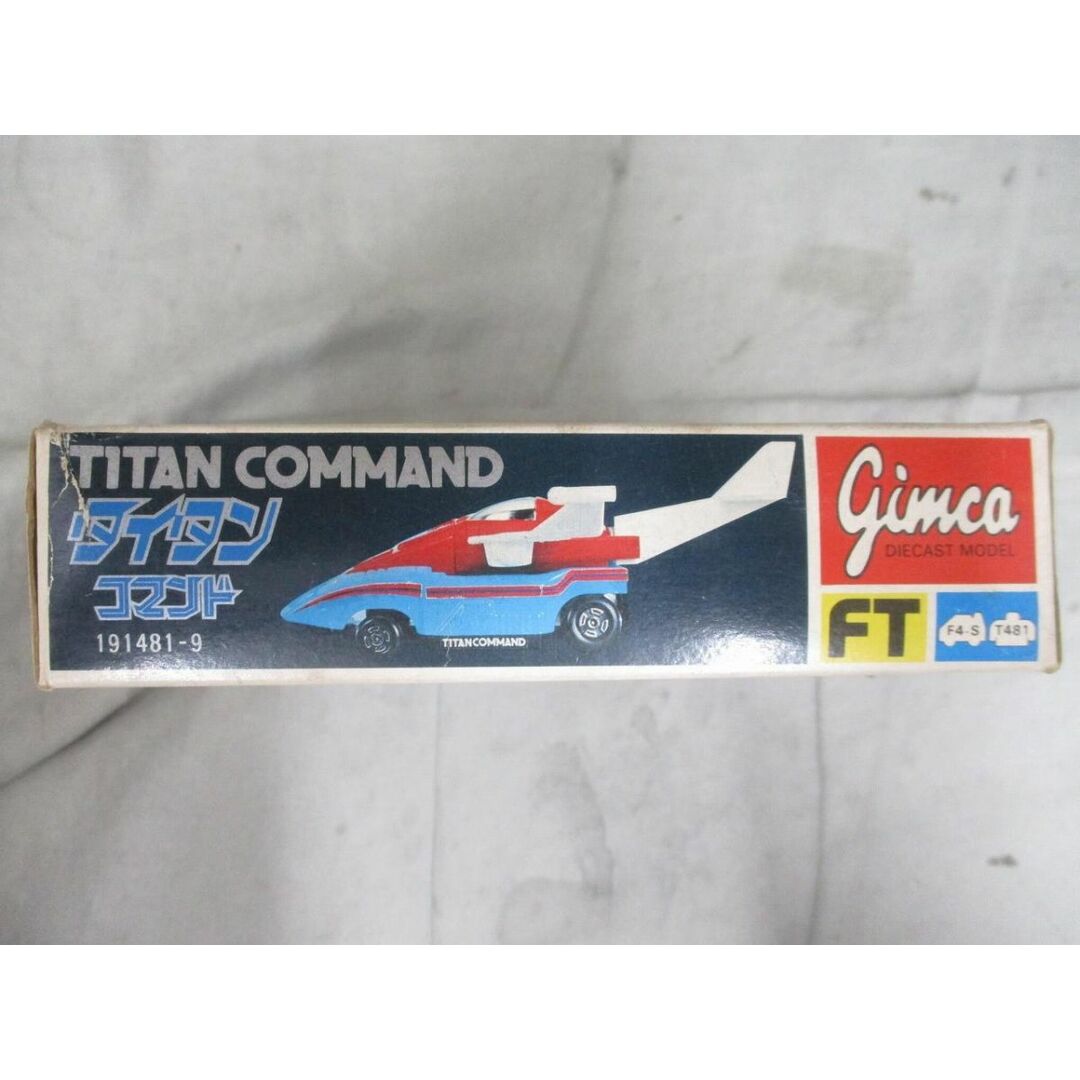 TITAN COMMAND
タイタン
コマンド
191481-9
TITAN COMMAND
Gimca
DIECAST MODEL
FT
F4-S
T481